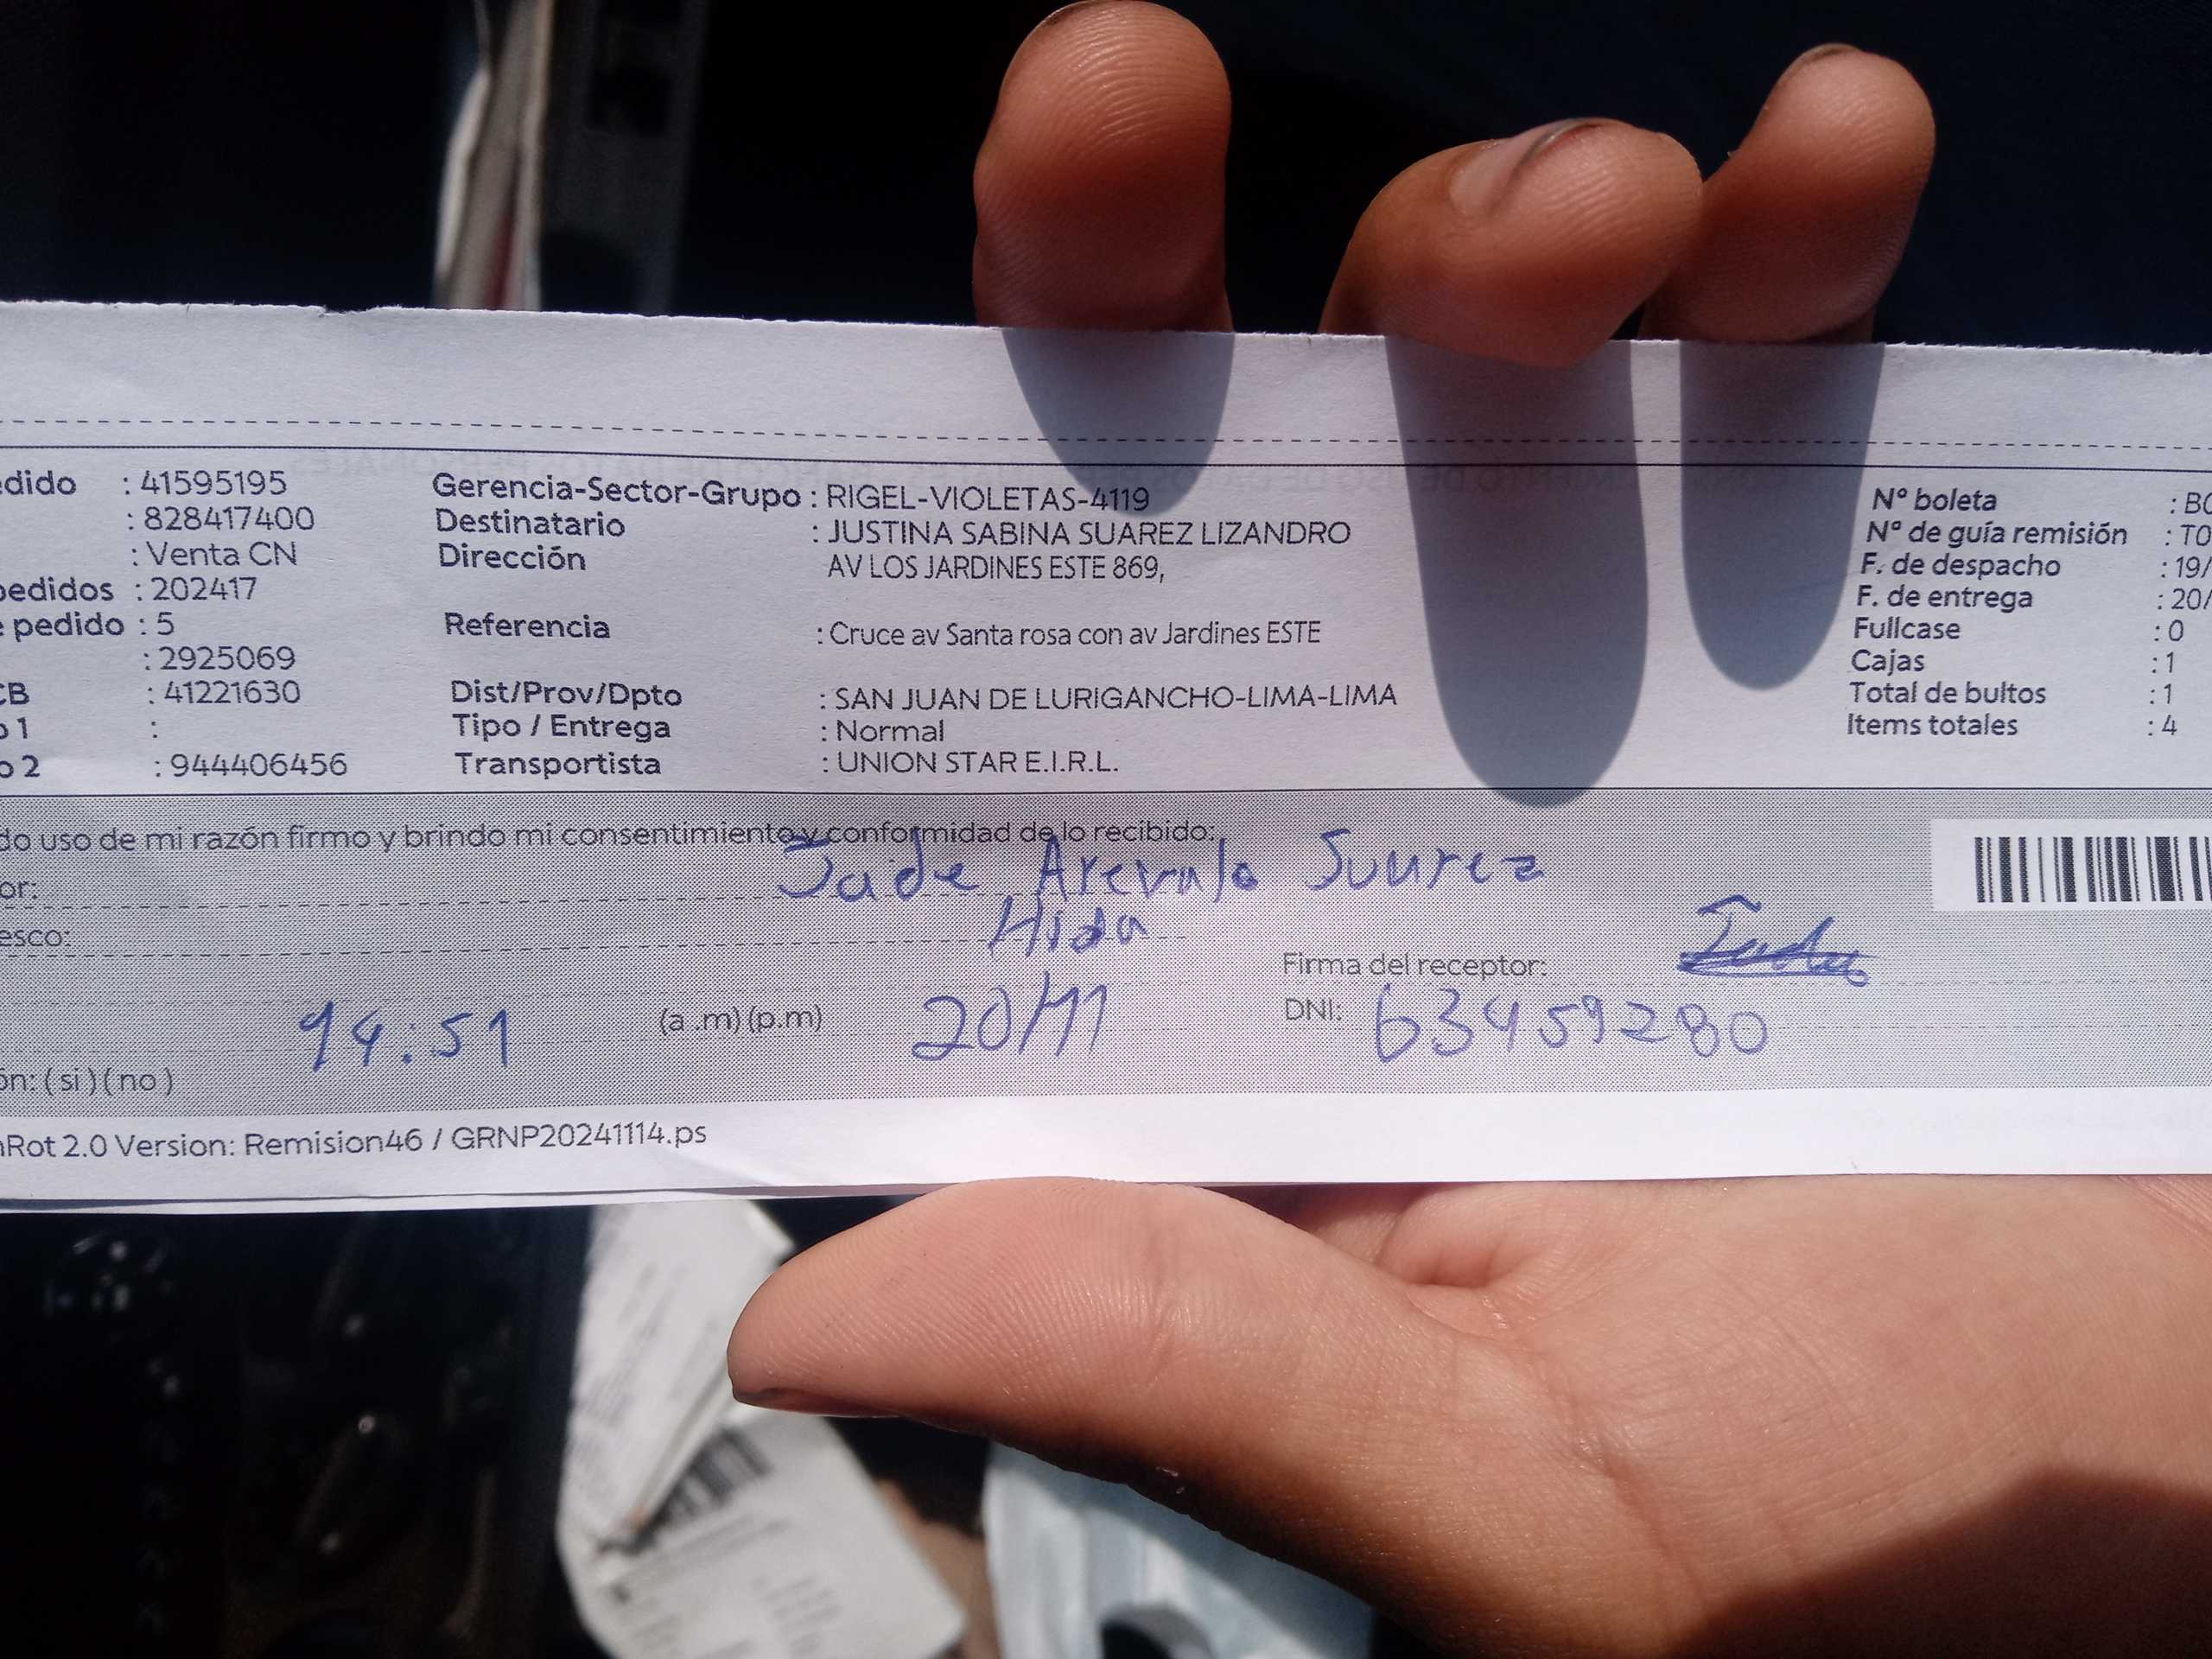 edido : 41595195 Gerencia-Sector-Grupo : RIGEL-VIOLETAS-4119 Nº boleta : B0
: 828417400 Destinatario : JUSTINA SABINA SUAREZ LIZANDRO Nº de guía remisión : T0
: Venta CN Dirección AV LOS JARDINES ESTE 869, F. de despacho : 19/
pedidos : 202417 F. de entrega : 20/
e pedido : 5 Referencia : Cruce av Santa rosa con av Jardines ESTE Fullcase : 0
: 2925069 Cajas : 1
CB : 41221630 Dist/Prov/Dpto : SAN JUAN DE LURIGANCHO-LIMA-LIMA Total de bultos : 1
o 1 : Tipo / Entrega : Normal Items totales : 4
o 2 : 944406456 Transportista : UNION STAR E.I.R.L.
do uso de mi razón firmo y brindo mi consentimiento y conformidad de lo recibido:
or: Jade Arevalo Suarez
esco: Hija
Firma del receptor: Jade
14:51 (a .m) (p.m) 20/11 DNI: 63459280
ón: ( si ) ( no )
nRot 2.0 Version: Remision46 / GRNP20241114.ps